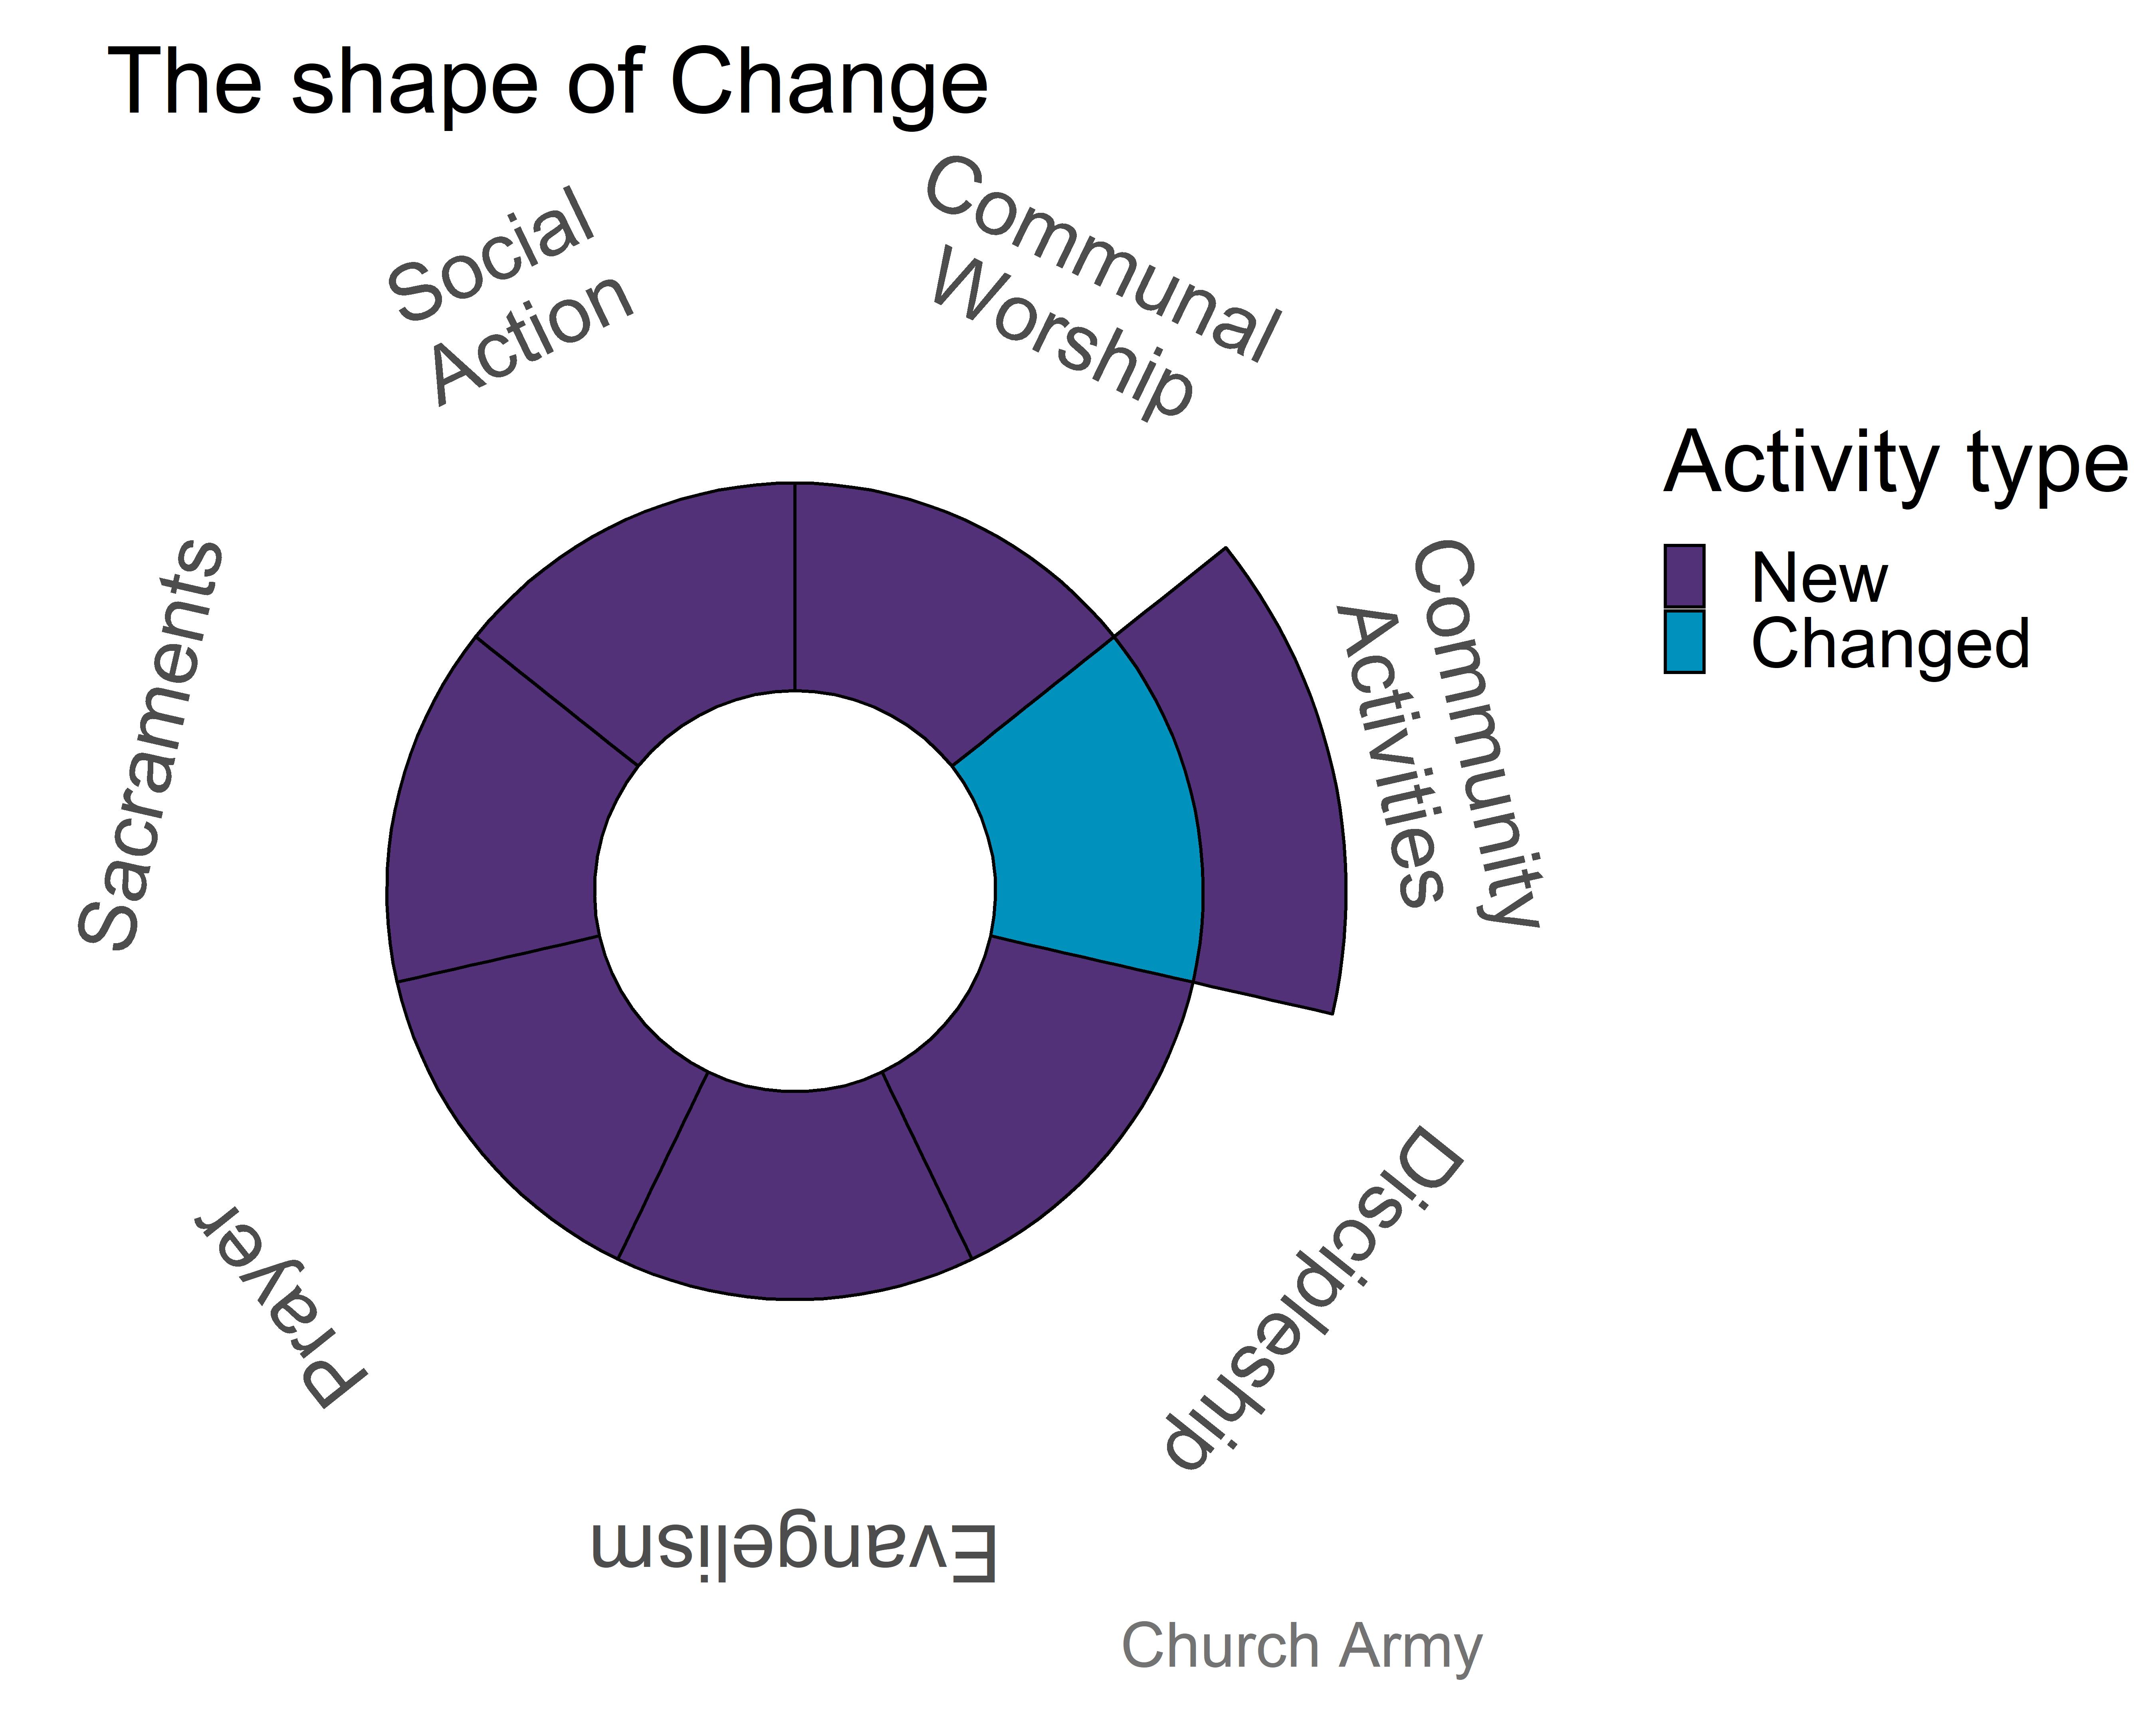 The shape of Change
Social
Action
Communal
Worship
Activity type
New
Changed
Community
Activities
Sacraments
Discipleship
Prayer
Evangelism
Church Army